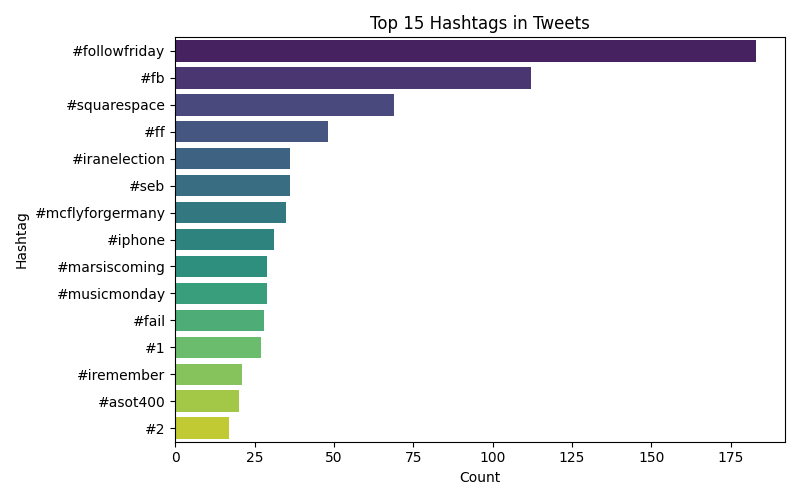 Top 15 Hashtags in Tweets
Hashtag
#followfriday
#fb
#squarespace
#ff
#iranelection
#seb
#mcflyforgermany
#iphone
#marsiscoming
#musicmonday
#fail
#1
#iremember
#asot400
#2
0 25 50 75 100 125 150 175
Count